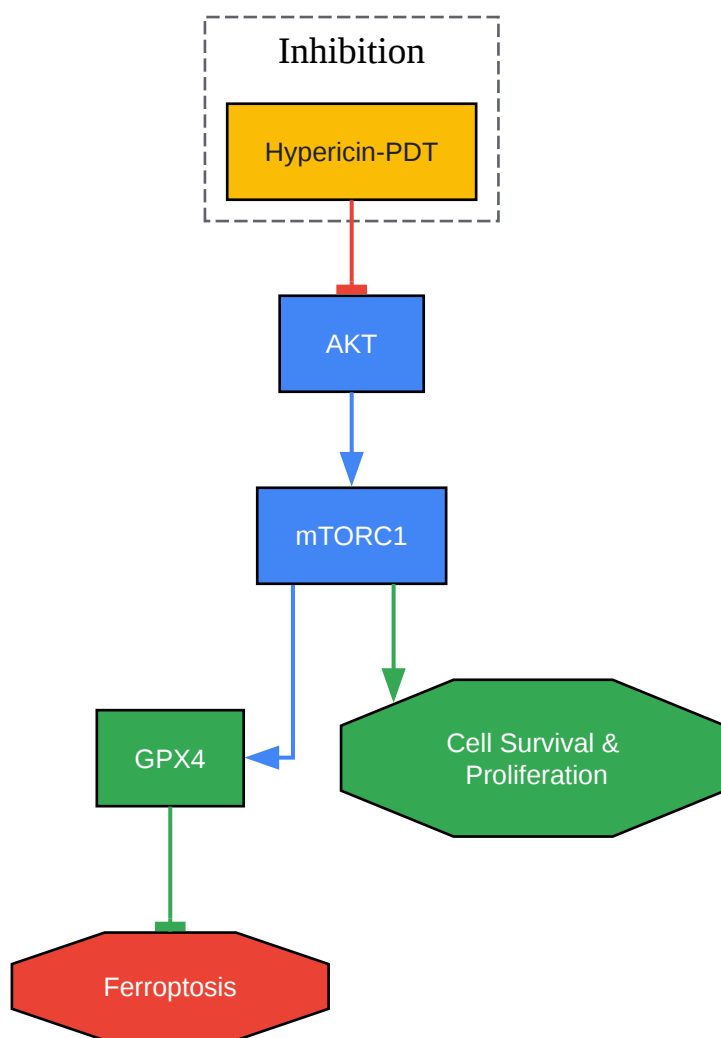 Inhibition
Hypericin-PDT
AKT
mTORC1
GPX4
Cell Survival &
Proliferation
Ferroptosis